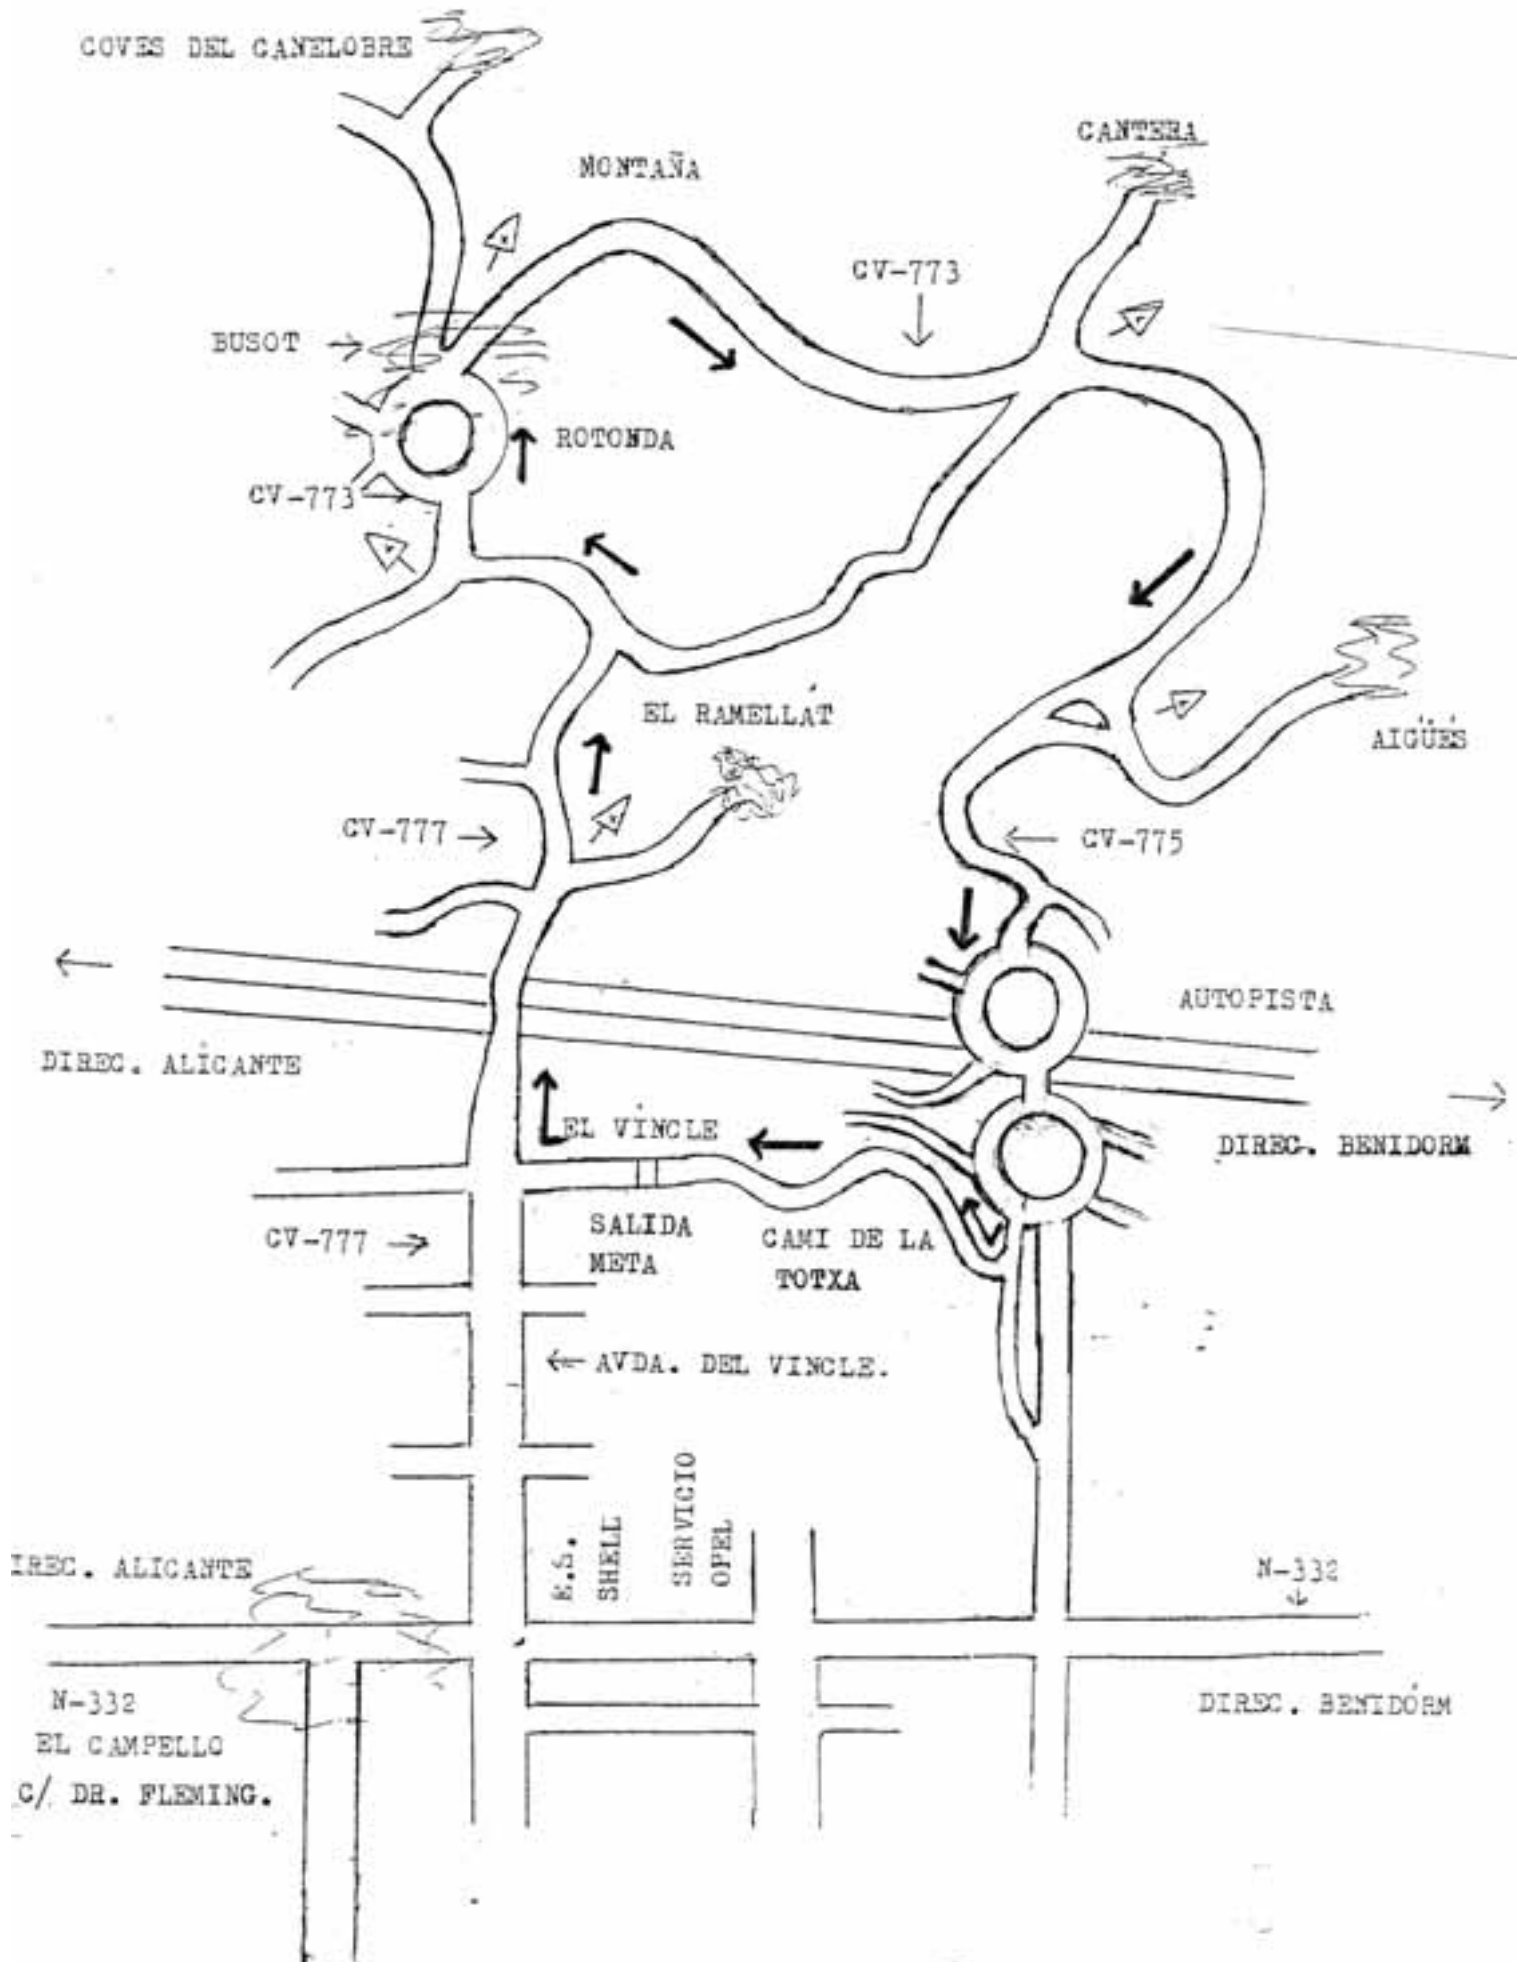 COVES DEL CANELOBRE
CANTERA
MONTAÑA
CV-773
BUSOT
ROTONDA
CV-773
EL RAMELLÁT
AIGÜES
CV-777
CV-775
AUTOPISTA
DIREC. ALICANTE
EL VINCLE
DIREC. BENIDORM
SALIDA
META
CAMI DE LA
TOTXA
CV-777
AVDA. DEL VINCLE.
E.S.
SHELL
SERVICIO
OPEL
IREC. ALICANTE
N-332
N-332
EL CAMPELLO
C/ DR. FLEMING.
DIREC. BENIDÓRM